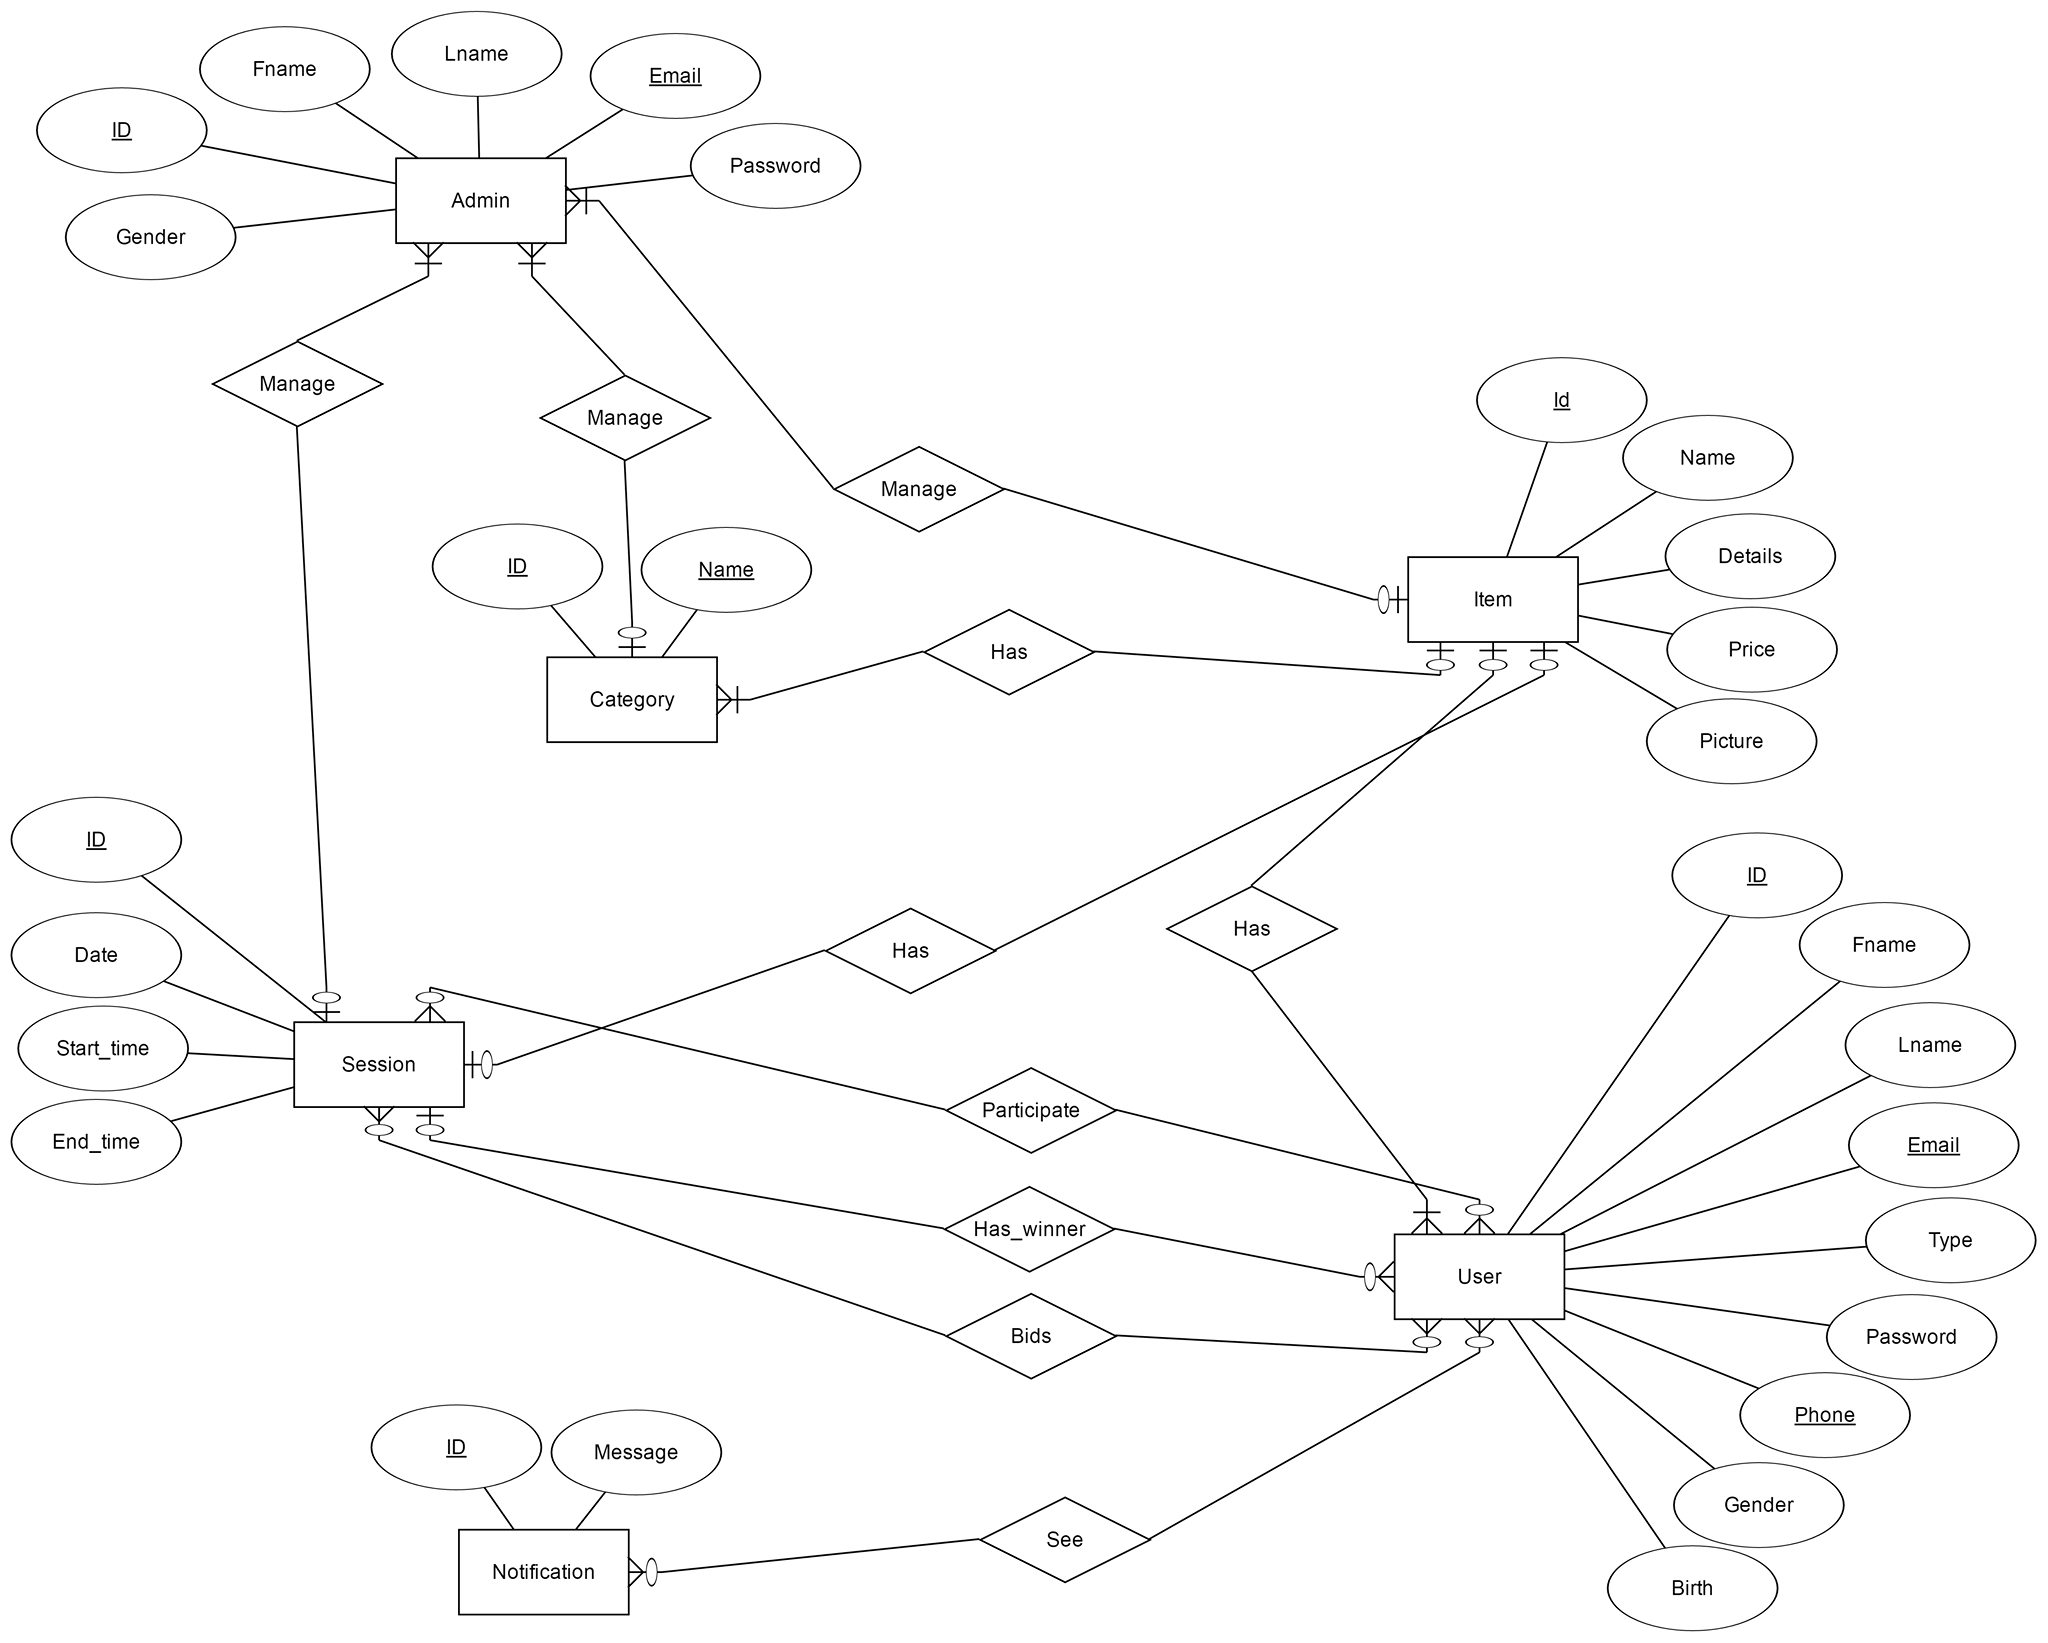 Lname
Fname
Email
ID
Password
Admin
Gender
Manage
Id
Manage
Name
Manage
Details
ID
Name
Item
Price
Has
Category
Picture
ID
ID
Has
Fname
Date
Has
Start_time
Lname
Session
Participate
End_time
Email
Has_winner
Type
User
Bids
Password
Phone
ID
Message
Gender
See
Notification
Birth